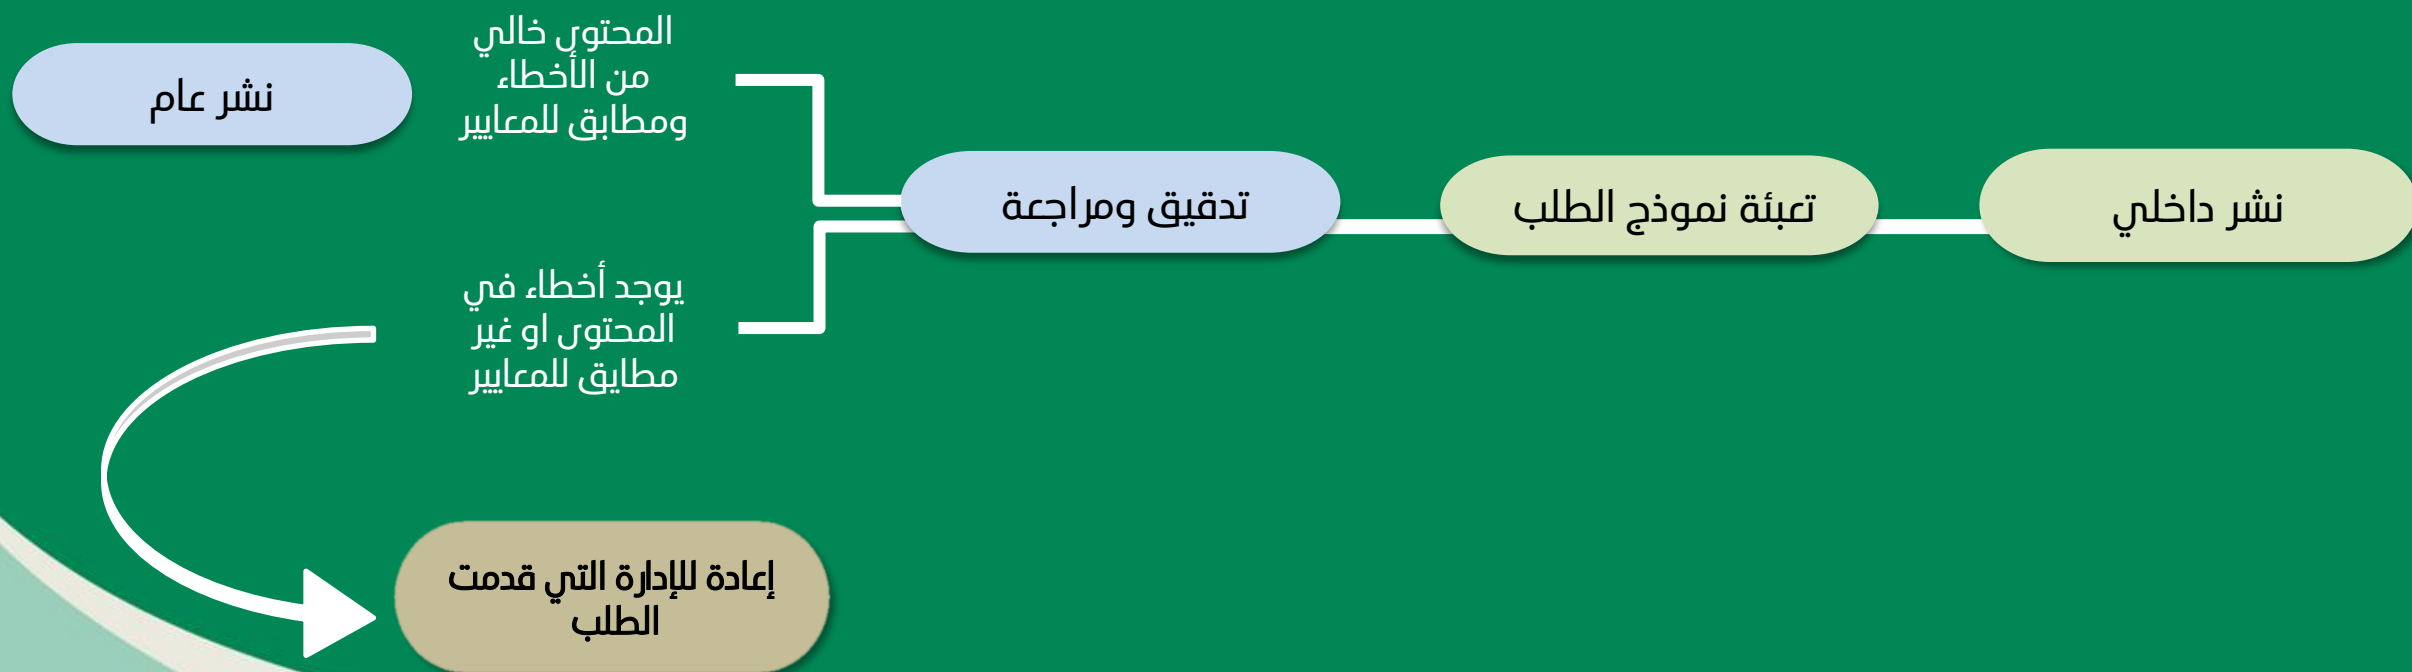 نشر داخلي
تعبئة نموذج الطلب
تدقيق ومراجعة
المحتوى خالي
من الأخطاء
ومطابق للمعايير
نشر عام
يوجد أخطاء في
المحتوى او غير
مطايق للمعايير
إعادة للإدارة التي قدمت
الطلب